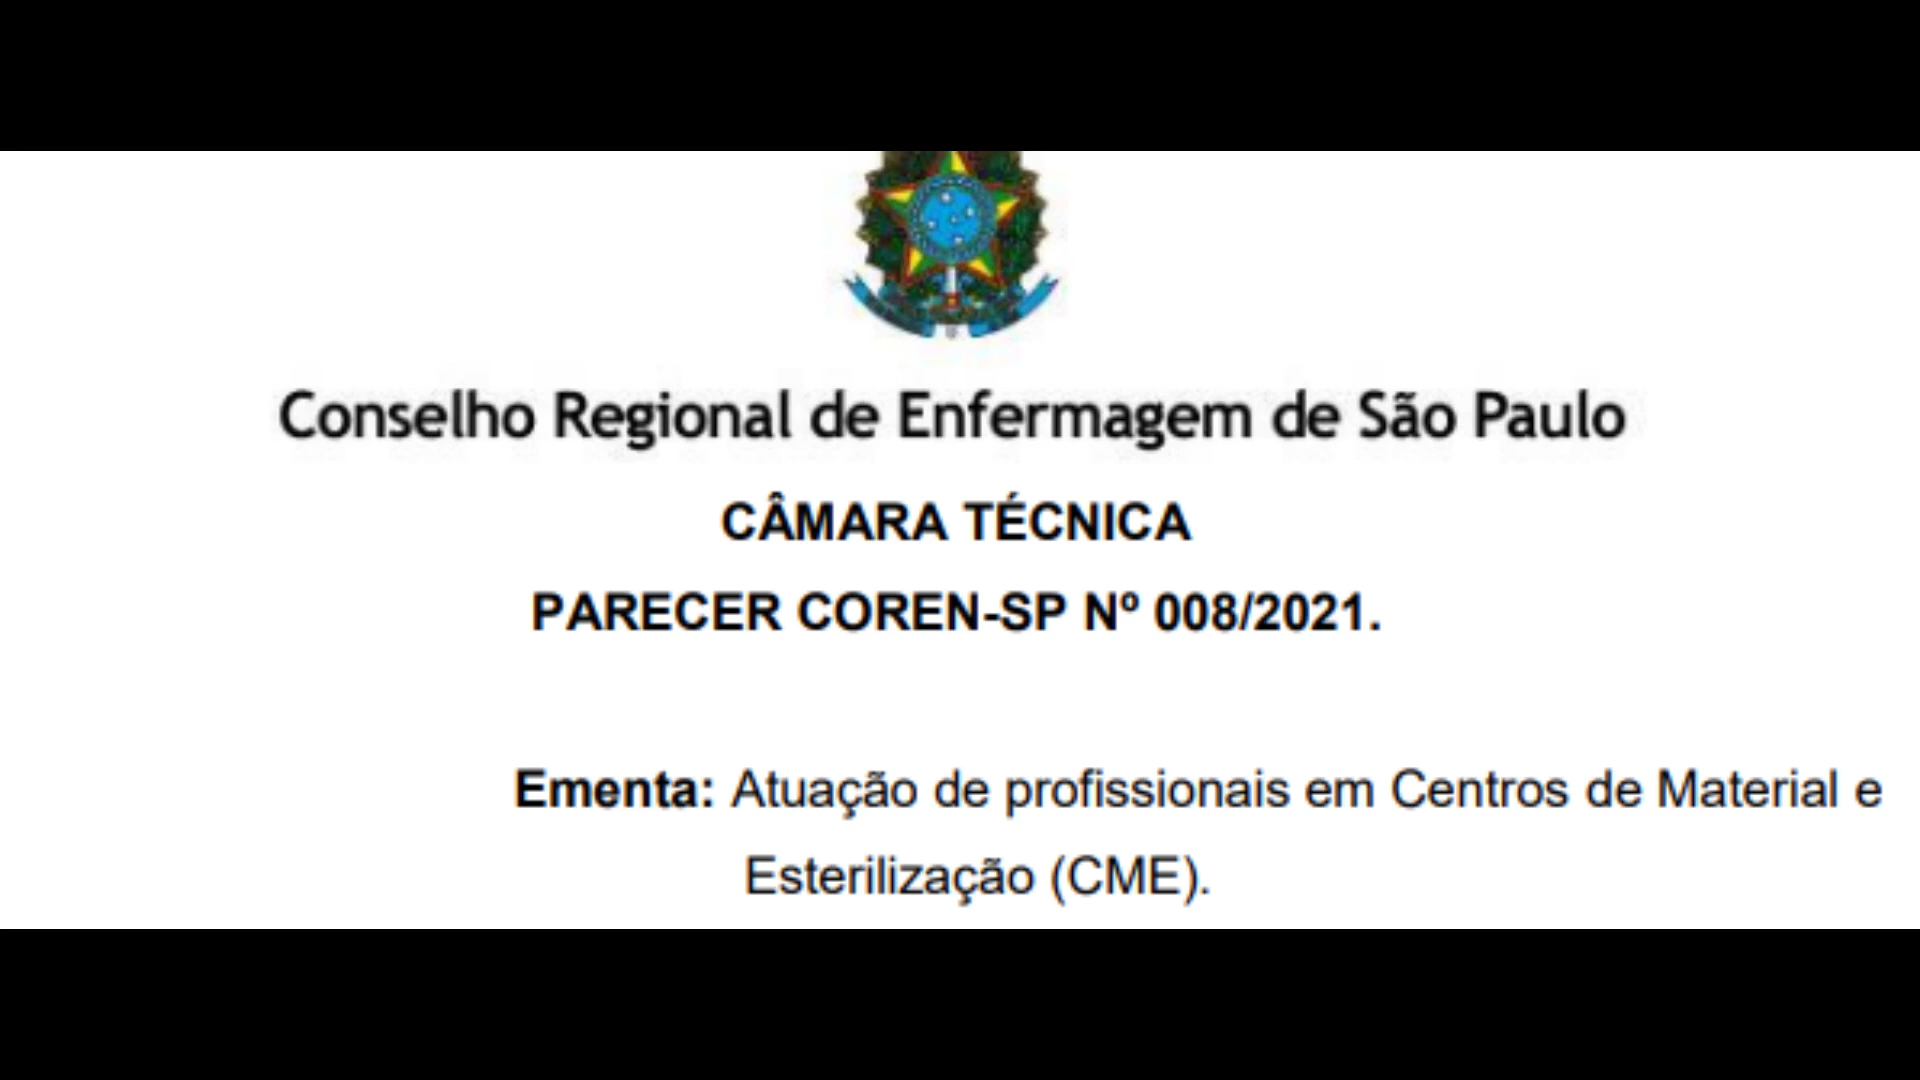 Conselho Regional de Enfermagem de São Paulo
CÂMARA TÉCNICA
PARECER COREN-SP Nº 008/2021.
Ementa: Atuação de profissionais em Centros de Material e
Esterilização (CME).